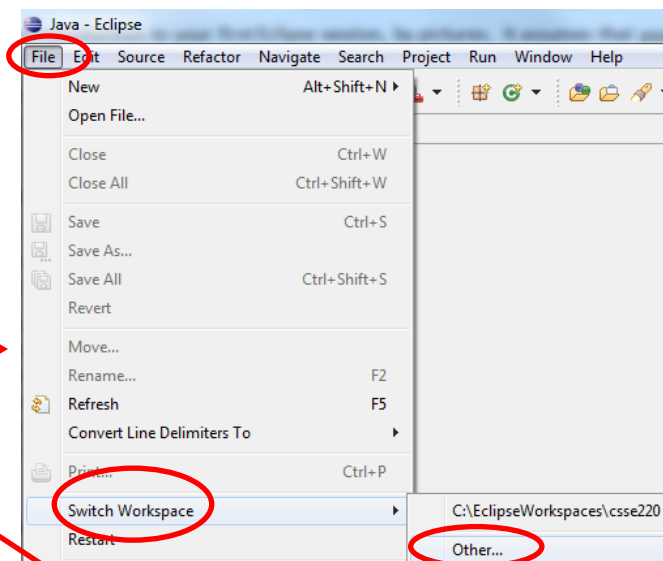 Java - Eclipse
File Edit Source Refactor Navigate Search Project Run Window Help
New Alt+Shift+N
Open File...
Close Ctrl+W
Close All Ctrl+Shift+W
Save Ctrl+S
Save As...
Save All Ctrl+Shift+S
Revert
Move...
Rename... F2
Refresh F5
Convert Line Delimiters To
Print... Ctrl+P
Switch Workspace C:\EclipseWorkspaces\csse220
Restart Other...